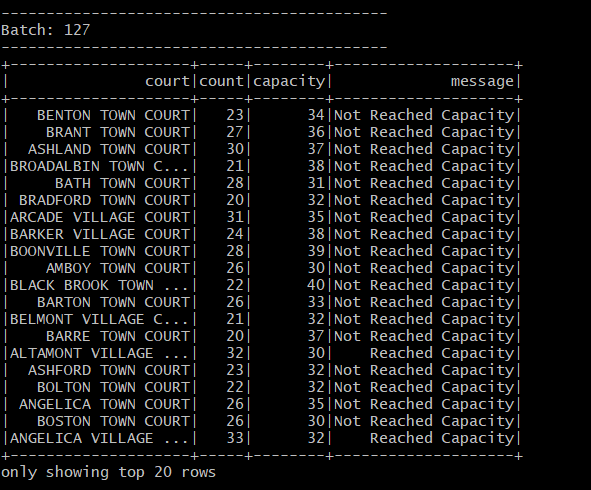 -------------------------------------------
Batch: 127
-------------------------------------------
+--------------------+-----+--------+--------------------+
|               court|count|capacity|             message|
+--------------------+-----+--------+--------------------+
|   BENTON TOWN COURT|   23|      34|Not Reached Capacity|
|    BRANT TOWN COURT|   27|      36|Not Reached Capacity|
|  ASHLAND TOWN COURT|   30|      37|Not Reached Capacity|
|BROADALBIN TOWN C...|   21|      38|Not Reached Capacity|
|     BATH TOWN COURT|   28|      31|Not Reached Capacity|
| BRADFORD TOWN COURT|   20|      32|Not Reached Capacity|
|ARCADE VILLAGE COURT|   31|      35|Not Reached Capacity|
|BARKER VILLAGE COURT|   24|      38|Not Reached Capacity|
|BOONVILLE TOWN COURT|   28|      39|Not Reached Capacity|
|    AMBOY TOWN COURT|   26|      30|Not Reached Capacity|
|BLACK BROOK TOWN ...|   22|      40|Not Reached Capacity|
|   BARTON TOWN COURT|   26|      33|Not Reached Capacity|
|BELMONT VILLAGE C...|   21|      32|Not Reached Capacity|
|    BARRE TOWN COURT|   20|      37|Not Reached Capacity|
|ALTAMONT VILLAGE ...|   32|      30|    Reached Capacity|
|  ASHFORD TOWN COURT|   23|      32|Not Reached Capacity|
|   BOLTON TOWN COURT|   22|      32|Not Reached Capacity|
| ANGELICA TOWN COURT|   26|      35|Not Reached Capacity|
|   BOSTON TOWN COURT|   26|      30|Not Reached Capacity|
|ANGELICA VILLAGE ...|   33|      32|    Reached Capacity|
+--------------------+-----+--------+--------------------+
only showing top 20 rows